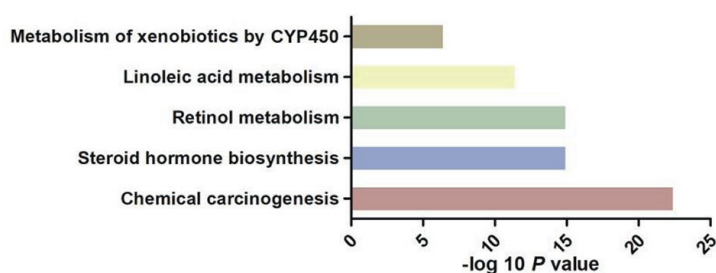 Metabolism of xenobiotics by CYP450
Linoleic acid metabolism
Retinol metabolism
Steroid hormone biosynthesis
Chemical carcinogenesis
0 5 10 15 20 25
-log 10 P value